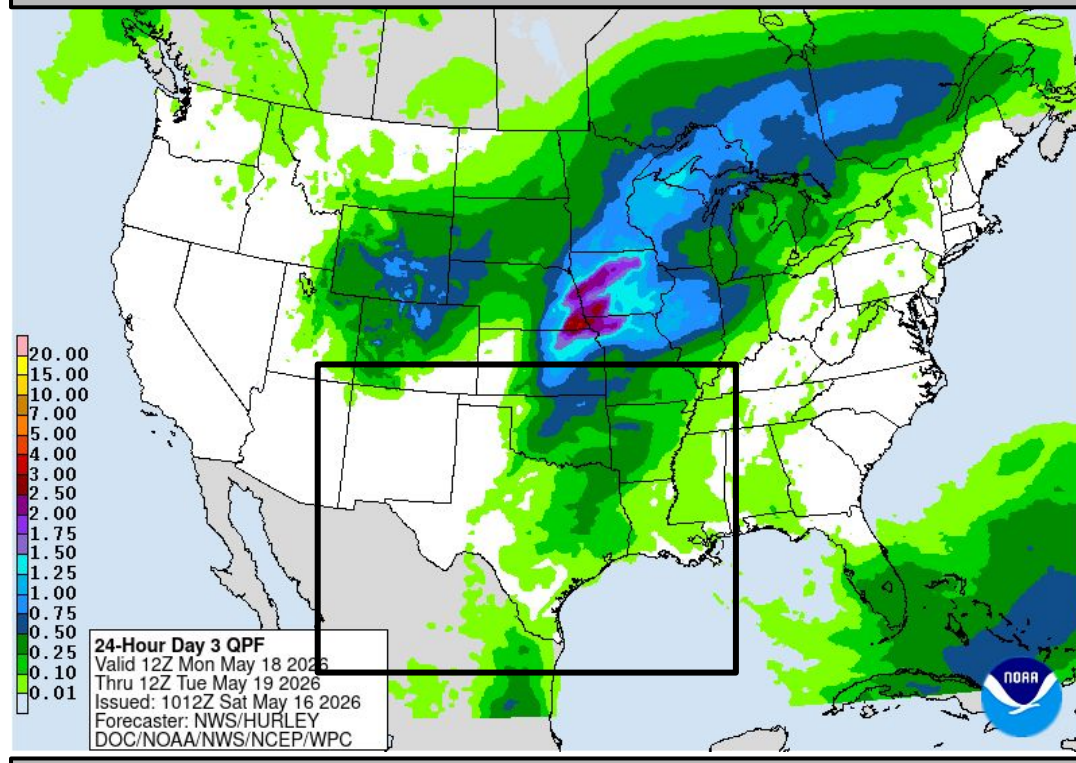 20.00
15.00
10.00
7.00
5.00
4.00
3.00
2.50
2.00
1.75
1.50
1.25
1.00
0.75
0.50
0.25
0.10
0.01
24-Hour Day 3 QPF
Valid 12Z Mon May 18 2026
Thru 12Z Tue May 19 2026
Issued: 1012Z Sat May 16 2026
Forecaster: NWS/HURLEY
DOC/NOAA/NWS/NCEP/WPC
NOAA